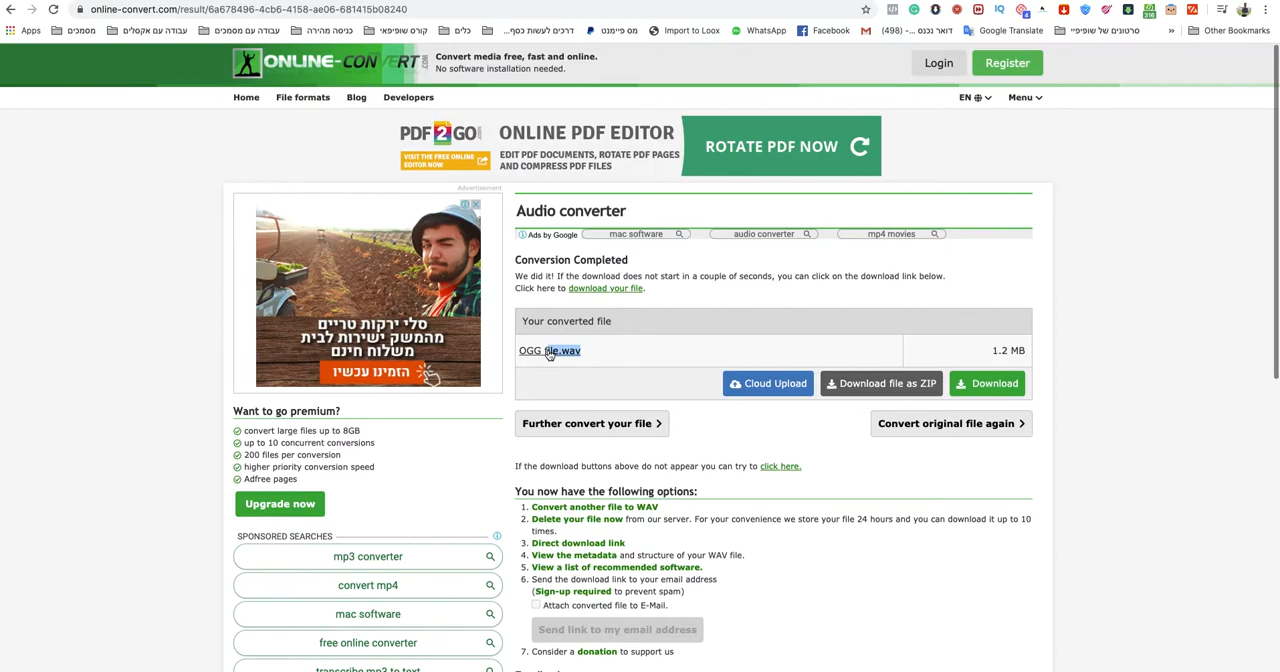 online-convert.com/result/6a678496-4cb6-4158-ae06-681415b08240
Apps
מסמכים
עבודה עם אקסלים
עבודה עם מסמכים
כניסה מהירה
קורס שופיפאי
כלים
דרכים לעשות כסף...
מס פיימנט
Import to Loox
WhatsApp
Facebook
דואר נכנס - (498)
Google Translate
סרטונים של שופיפיי
»
Other Bookmarks
ONLINE-CONVERT
Convert media free, fast and online.
No software installation needed.
Login
Register
Home
File formats
Blog
Developers
EN
Menu
PDF2GO
VISIT THE FREE ONLINE
EDITOR NOW
ONLINE PDF EDITOR
EDIT PDF DOCUMENTS, ROTATE PDF PAGES
AND COMPRESS PDF FILES
ROTATE PDF NOW
Advertisement
סלי ירקות טריים
מהמשק ישירות לבית
משלוח חינם
הזמינו עכשיו
Want to go premium?
convert large files up to 8GB
up to 10 concurrent conversions
200 files per conversion
higher priority conversion speed
Adfree pages
Upgrade now
SPONSORED SEARCHES
mp3 converter
convert mp4
mac software
free online converter
transcribe mp3 to text
Audio converter
Ads by Google
mac software
audio converter
mp4 movies
Conversion Completed
We did it! If the download does not start in a couple of seconds, you can click on the download link below.
Click here to download your file.
Your converted file
OGG file.wav
1.2 MB
Cloud Upload
Download file as ZIP
Download
Further convert your file
Convert original file again
If the download buttons above do not appear you can try to click here.
You now have the following options:
1. Convert another file to WAV
2. Delete your file now from our server. For your convenience we store your file 24 hours and you can download it up to 10
times.
3. Direct download link
4. View the metadata and structure of your WAV file.
5. View a list of recommended software.
6. Send the download link to your email address
(Sign-up required to prevent spam)
Attach converted file to E-Mail.
Send link to my email address
7. Consider a donation to support us